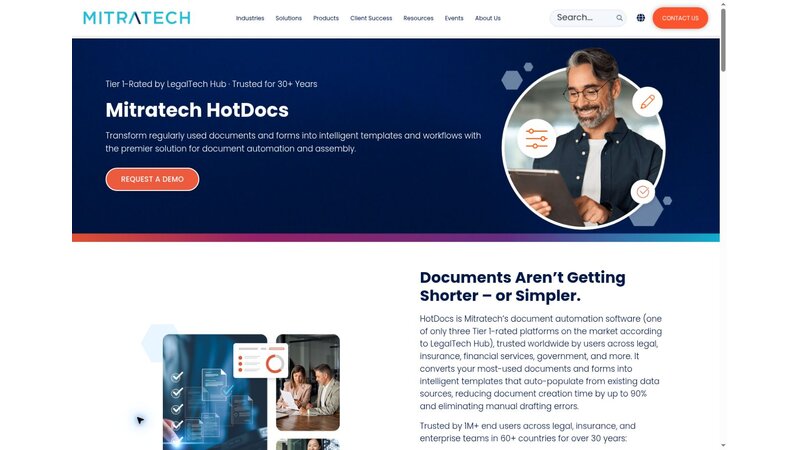 MITRATECH
Industries
Solutions
Products
Client Success
Resources
Events
About Us
Search...
CONTACT US
Tier 1-Rated by LegalTech Hub · Trusted for 30+ Years
Mitratech HotDocs
Transform regularly used documents and forms into intelligent templates and workflows with
the premier solution for document automation and assembly.
REQUEST A DEMO
Documents Aren’t Getting
Shorter – or Simpler.
HotDocs is Mitratech’s document automation software (one
of only three Tier 1-rated platforms on the market according
to LegalTech Hub), trusted worldwide by users across legal,
insurance, financial services, government, and more. It
converts your most-used documents and forms into
intelligent templates that auto-populate from existing data
sources, reducing document creation time by up to 90%
and eliminating manual drafting errors.
Trusted by 1M+ end users across legal, insurance, and
enterprise teams in 60+ countries for over 30 years: